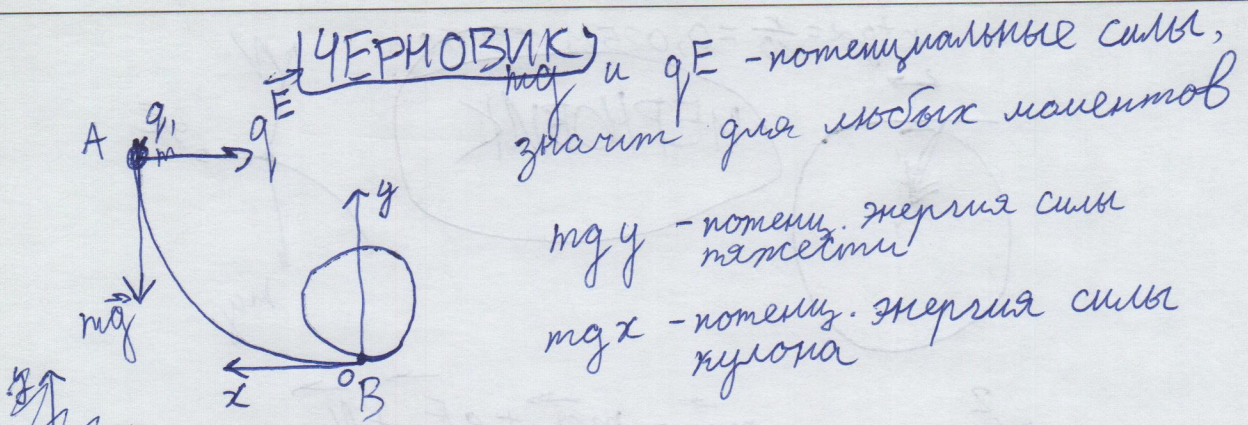 ЧЕРНОВИК
mg и qE - потенциальные силы,
значит для любых моментов
A q, m qE
mgy - потенц. энергия силы
тяжести
mgx - потенц. энергия силы
кулона
mg
y
x
O B